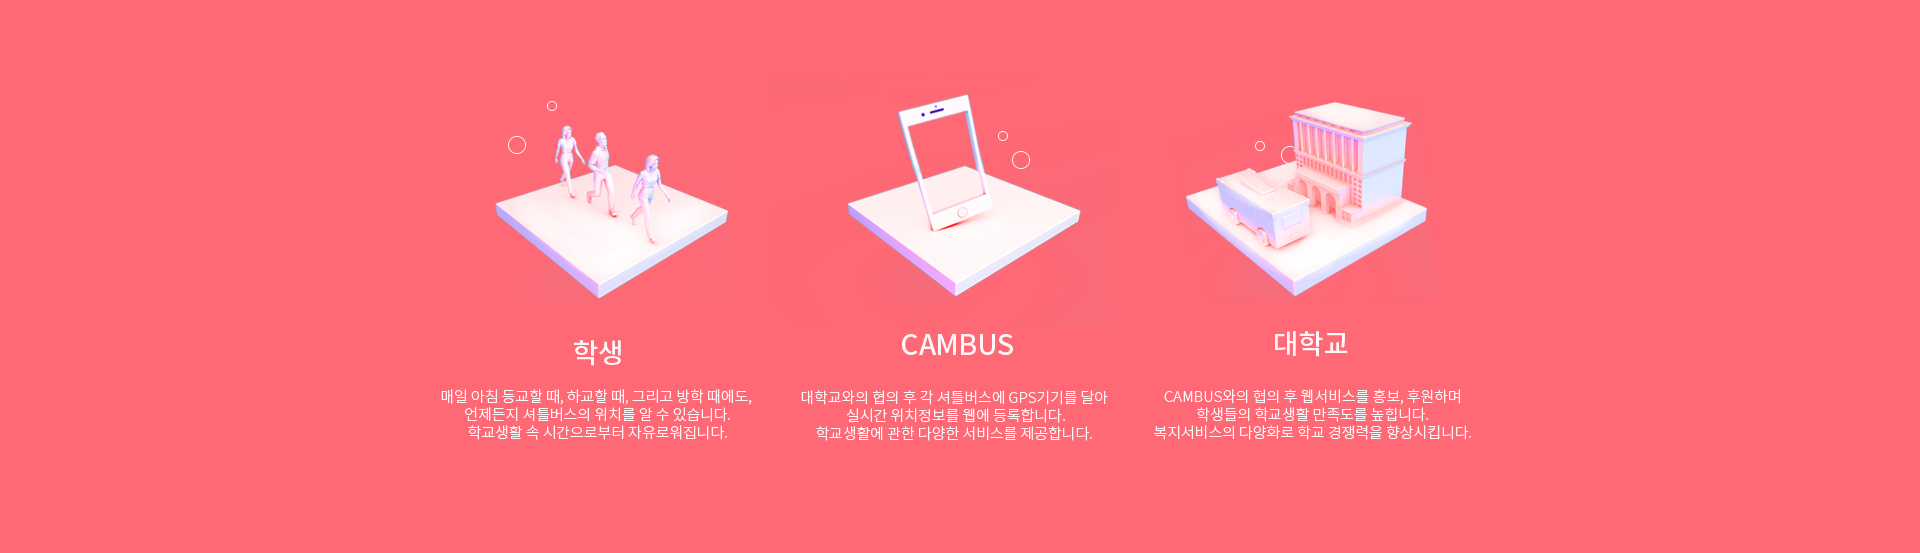 학생
매일 아침 등교할 때, 하교할 때, 그리고 방학 때에도,
언제든지 셔틀버스의 위치를 알 수 있습니다.
학교생활 속 시간으로부터 자유로워집니다.
CAMBUS
대학교와의 협의 후 각 셔틀버스에 GPS기기를 달아
실시간 위치정보를 웹에 등록합니다.
학교생활에 관한 다양한 서비스를 제공합니다.
대학교
CAMBUS와의 협의 후 웹서비스를 홍보, 후원하며
학생들의 학교생활 만족도를 높힙니다.
복지서비스의 다양화로 학교 경쟁력을 향상시킵니다.